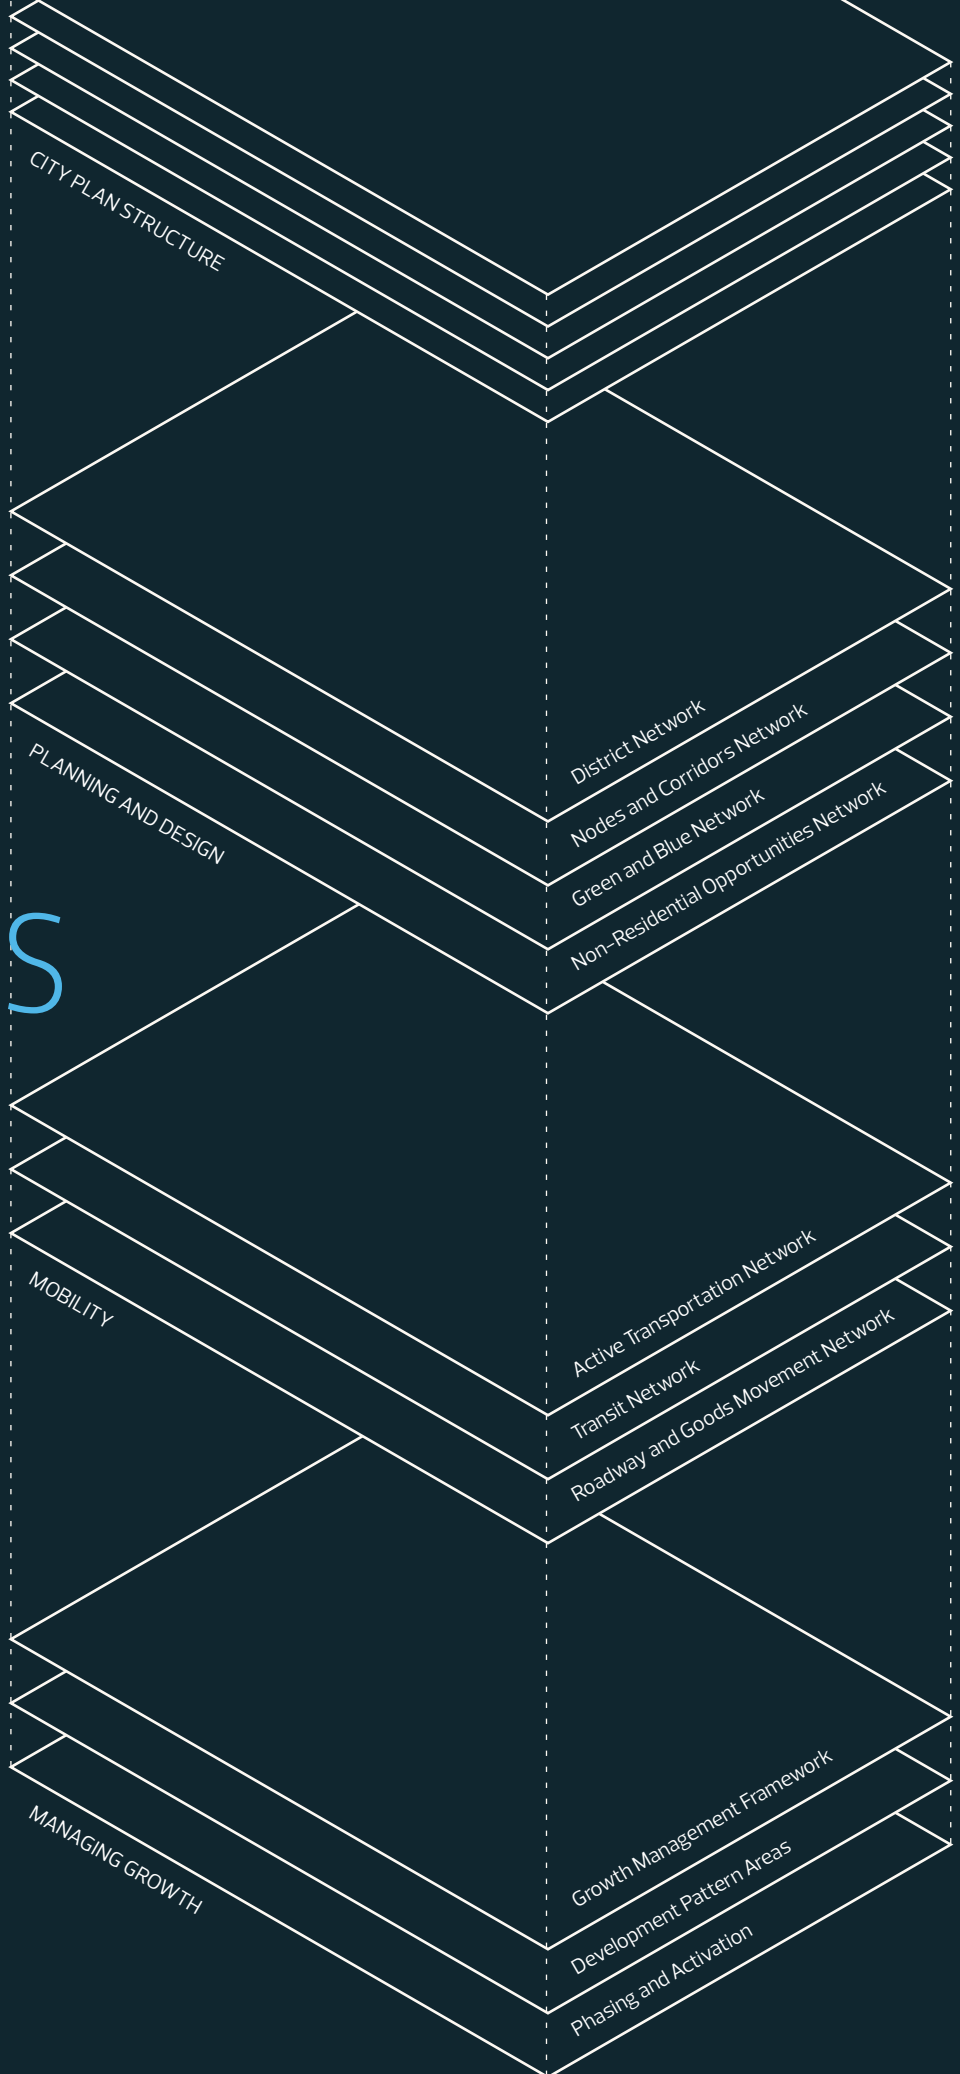 CITY PLAN STRUCTURE
District Network
Nodes and Corridors Network
Green and Blue Network
Non-Residential Opportunities Network
PLANNING AND DESIGN
S
Active Transportation Network
Transit Network
Roadway and Goods Movement Network
MOBILITY
Growth Management Framework
Development Pattern Areas
Phasing and Activation
MANAGING GROWTH